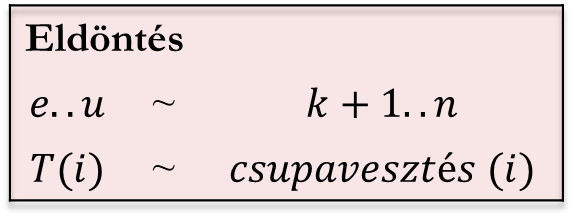 Eldöntés
e..u ~ k + 1..n
T(i) ~ csupavesztés (i)